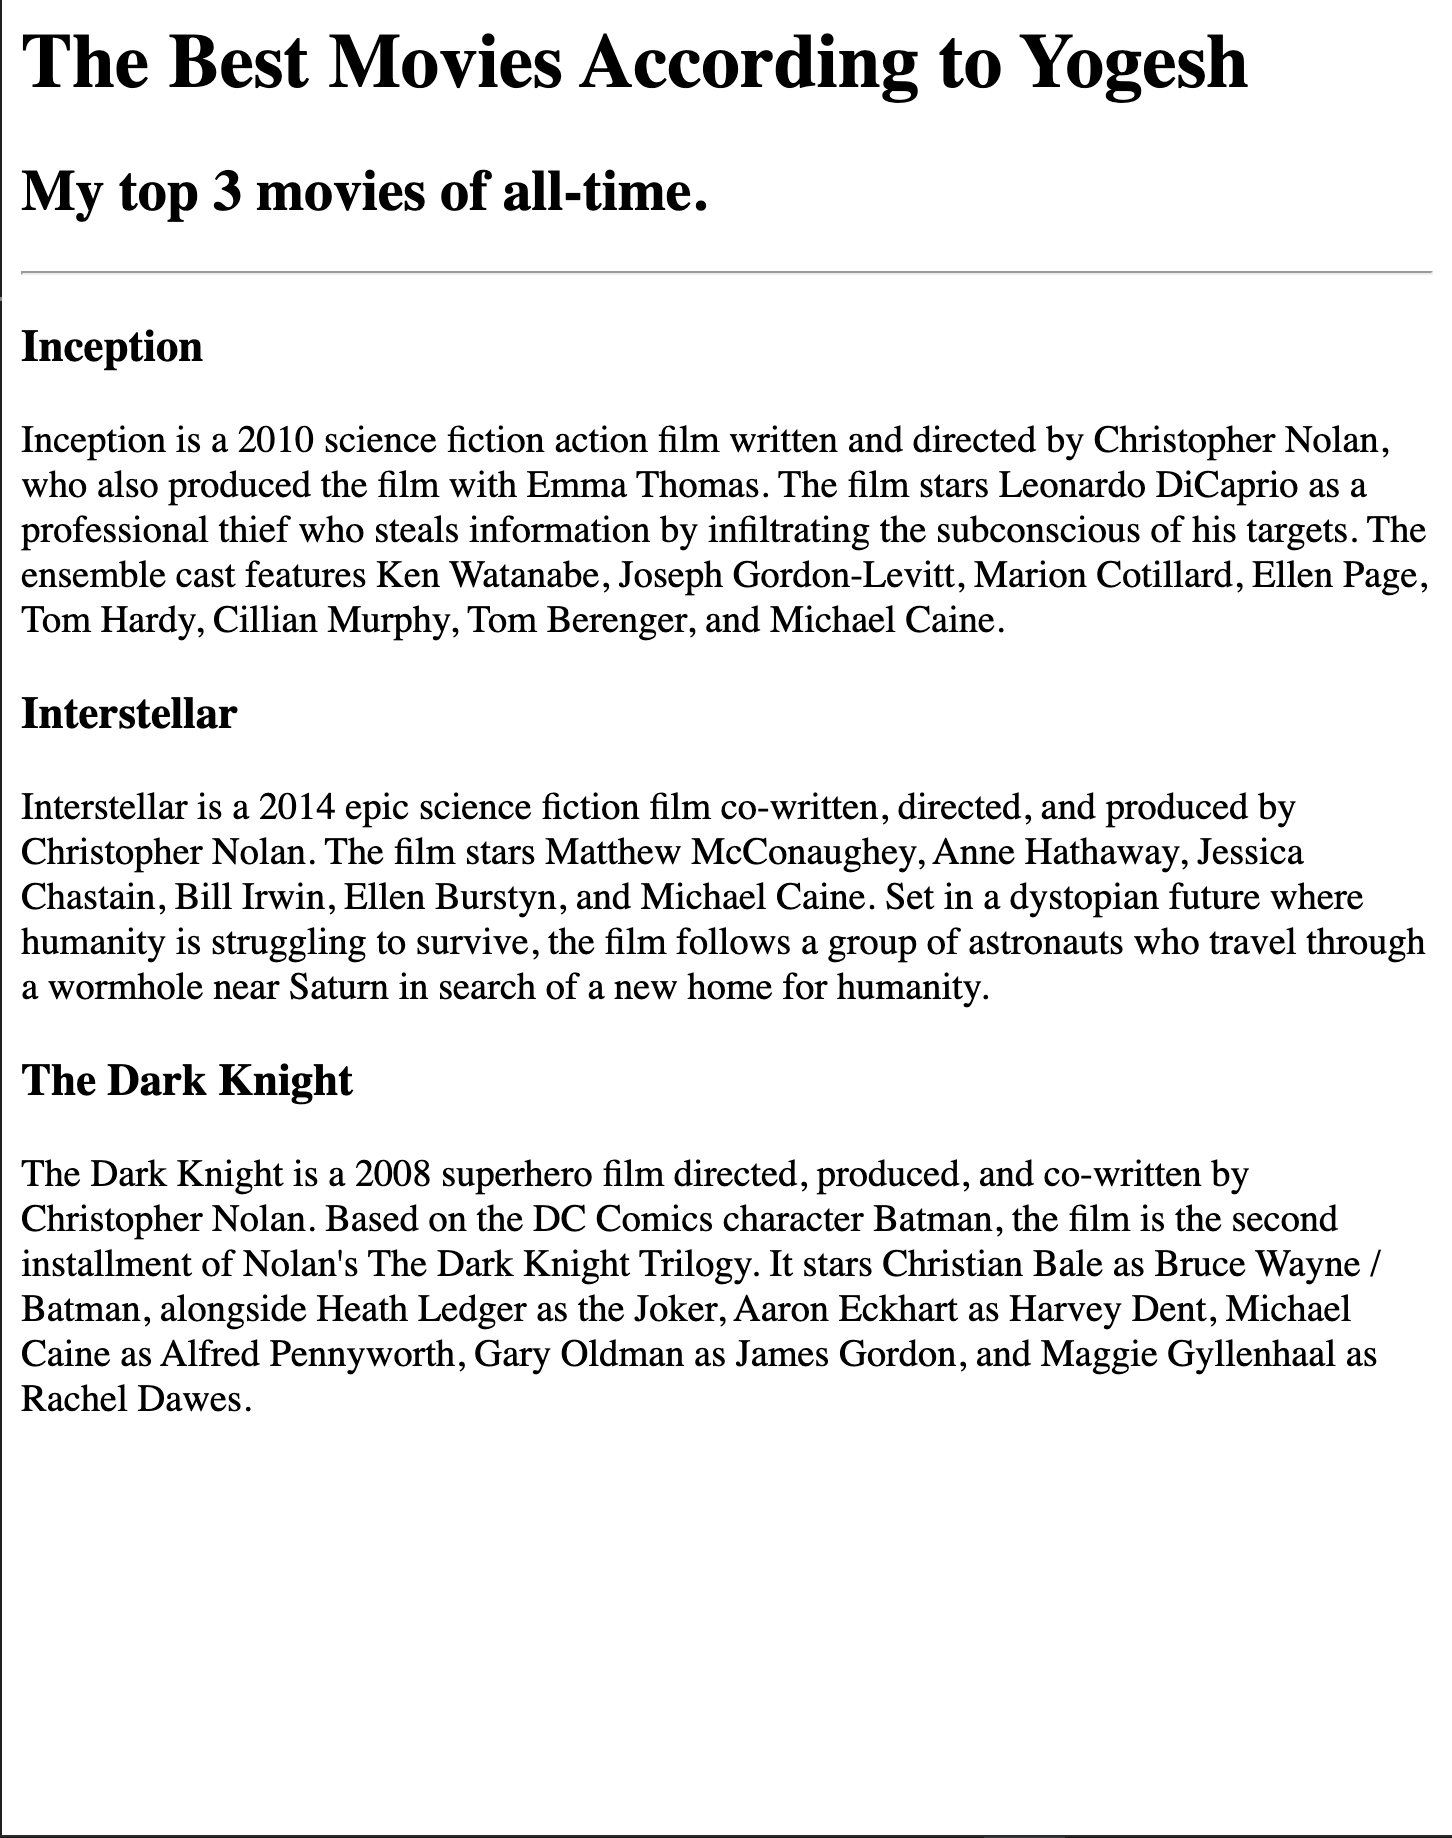 The Best Movies According to Yogesh
My top 3 movies of all-time.
Inception
Inception is a 2010 science fiction action film written and directed by Christopher Nolan,
who also produced the film with Emma Thomas. The film stars Leonardo DiCaprio as a
professional thief who steals information by infiltrating the subconscious of his targets. The
ensemble cast features Ken Watanabe, Joseph Gordon-Levitt, Marion Cotillard, Ellen Page,
Tom Hardy, Cillian Murphy, Tom Berenger, and Michael Caine.
Interstellar
Interstellar is a 2014 epic science fiction film co-written, directed, and produced by
Christopher Nolan. The film stars Matthew McConaughey, Anne Hathaway, Jessica
Chastain, Bill Irwin, Ellen Burstyn, and Michael Caine. Set in a dystopian future where
humanity is struggling to survive, the film follows a group of astronauts who travel through
a wormhole near Saturn in search of a new home for humanity.
The Dark Knight
The Dark Knight is a 2008 superhero film directed, produced, and co-written by
Christopher Nolan. Based on the DC Comics character Batman, the film is the second
installment of Nolan's The Dark Knight Trilogy. It stars Christian Bale as Bruce Wayne /
Batman, alongside Heath Ledger as the Joker, Aaron Eckhart as Harvey Dent, Michael
Caine as Alfred Pennyworth, Gary Oldman as James Gordon, and Maggie Gyllenhaal as
Rachel Dawes.